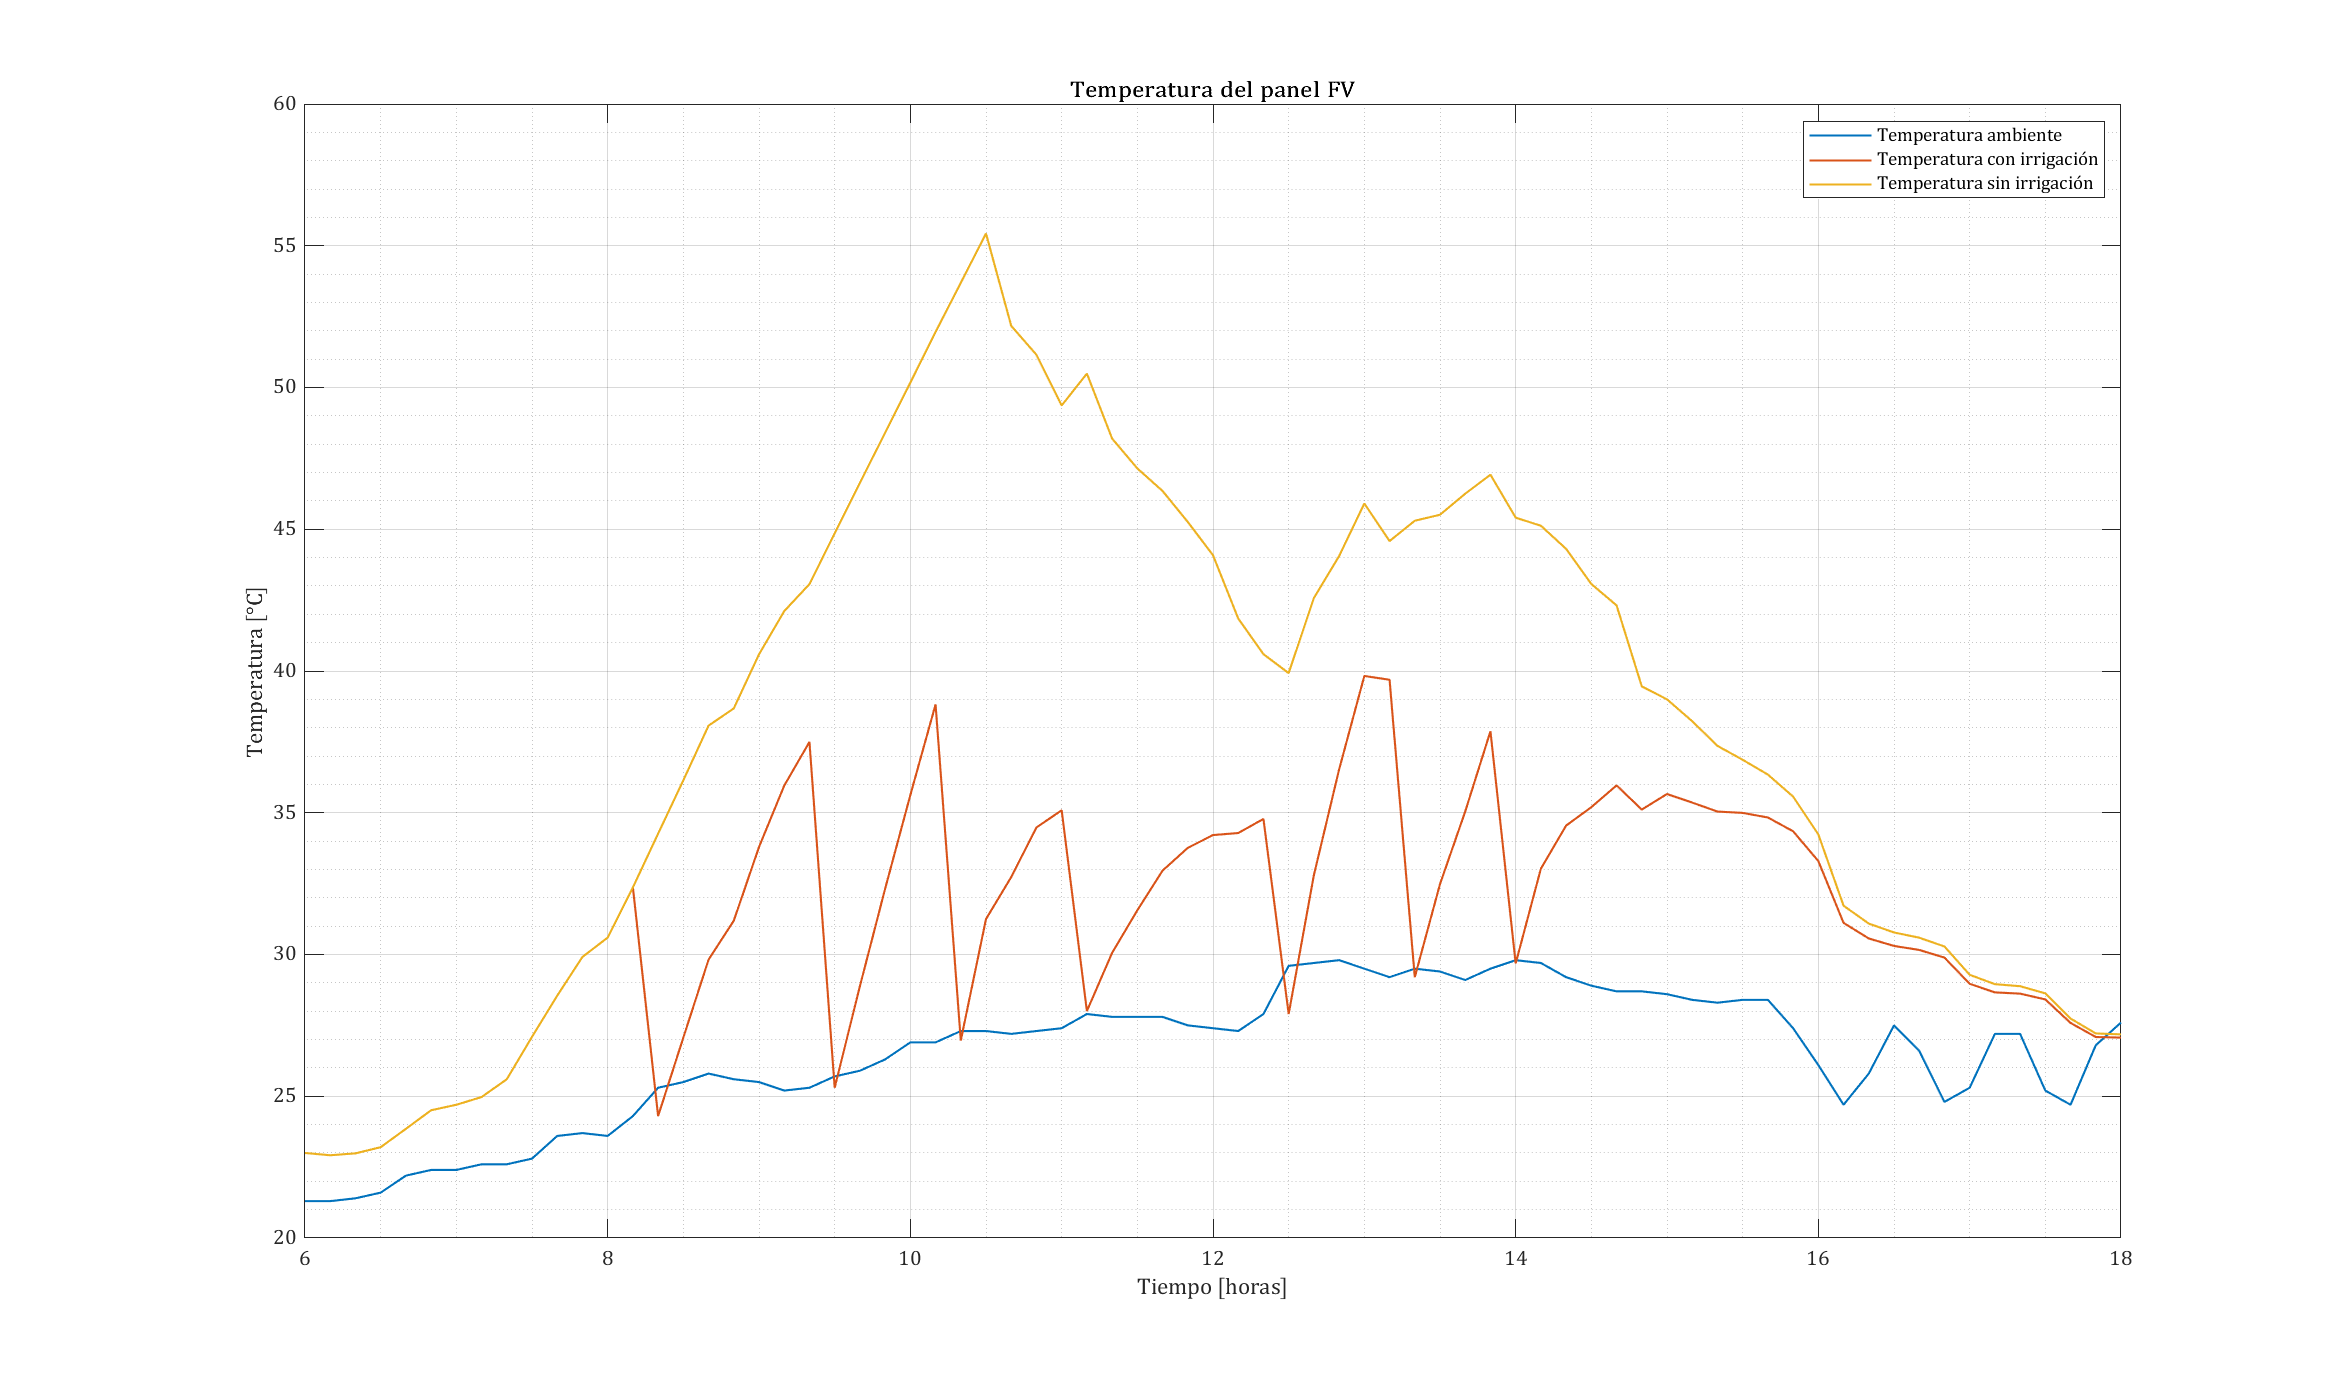 Temperatura del panel FV
60
55
50
45
40
35
30
25
20
Temperatura [°C]
Temperatura ambiente
Temperatura con irrigación
Temperatura sin irrigación
6 8 10 12 14 16 18
Tiempo [horas]